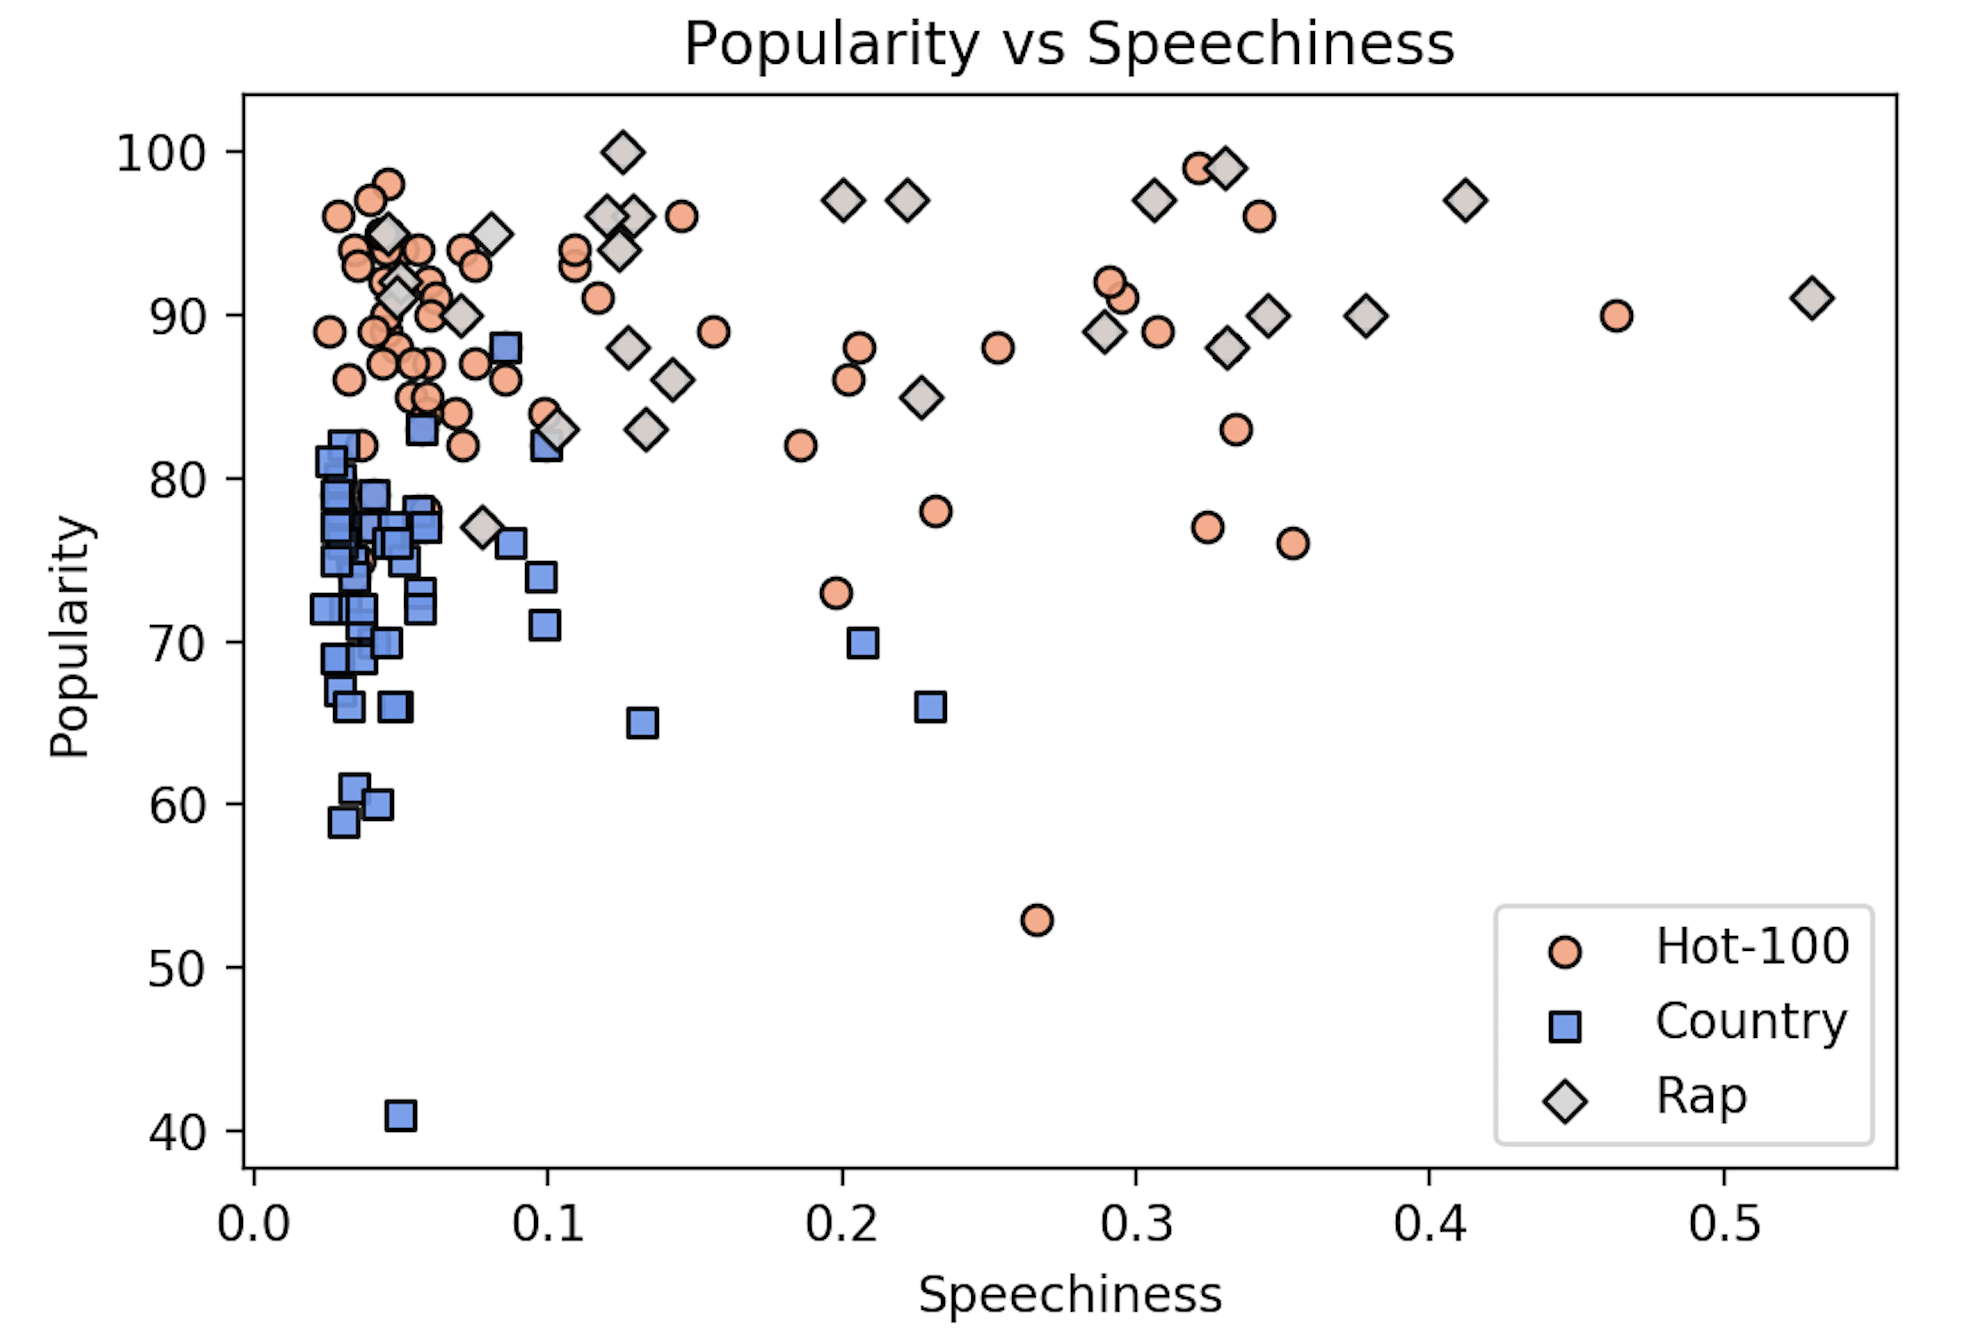 Popularity vs Speechiness
100
90
80
70
60
50
40
Popularity
0.0 0.1 0.2 0.3 0.4 0.5
Speechiness
Hot-100
Country
Rap